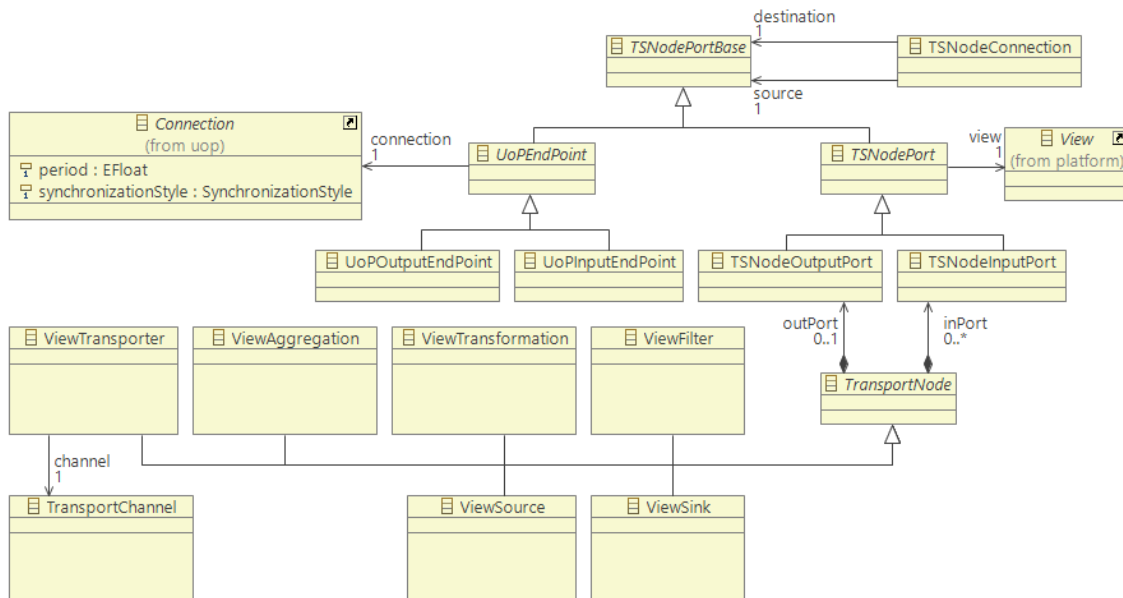 destination
1
TSNodePortBase
TSNodeConnection
source
1
Connection
(from uop)
period : EFloat
synchronizationStyle : SynchronizationStyle
connection
1
UoPEndPoint
TSNodePort
view
1
View
(from platform)
UoPOutputEndPoint
UoPInputEndPoint
TSNodeOutputPort
TSNodeInputPort
outPort
0..1
inPort
0..*
ViewTransporter
ViewAggregation
ViewTransformation
ViewFilter
TransportNode
channel
1
TransportChannel
ViewSource
ViewSink